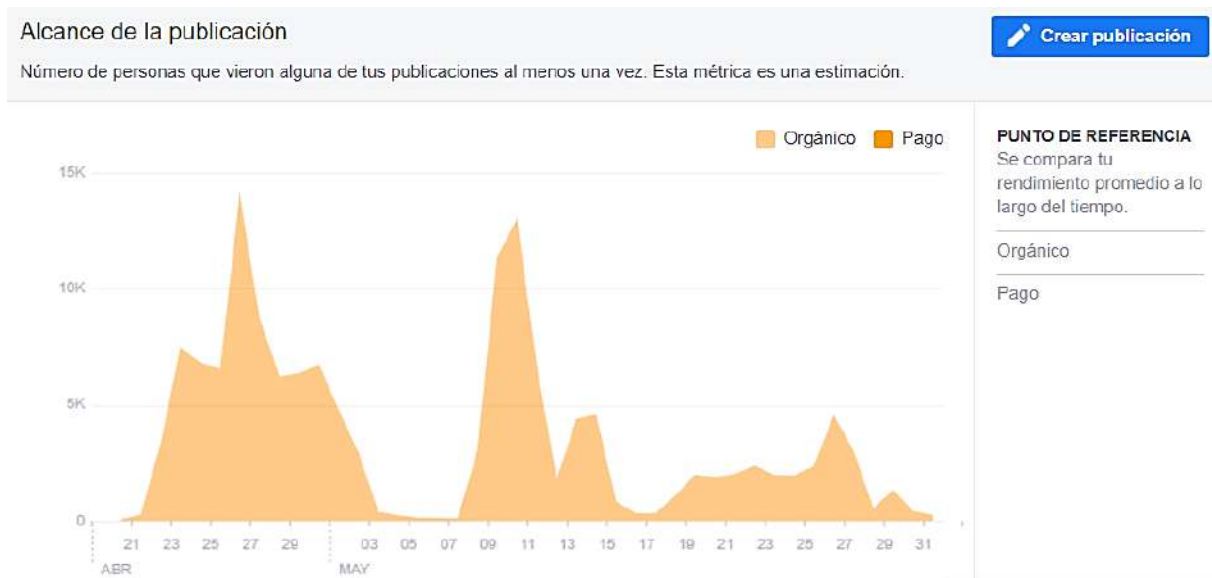 Alcance de la publicación
Crear publicación
Número de personas que vieron alguna de tus publicaciones al menos una vez. Esta métrica es una estimación.
Orgánico Pago
PUNTO DE REFERENCIA
Se compara tu
rendimiento promedio a lo
largo del tiempo.
Orgánico
Pago
15K
10K
5K
0
21 23 25 27 29 03 05 07 09 11 13 15 17 19 21 23 25 27 29 31
ABR MAY